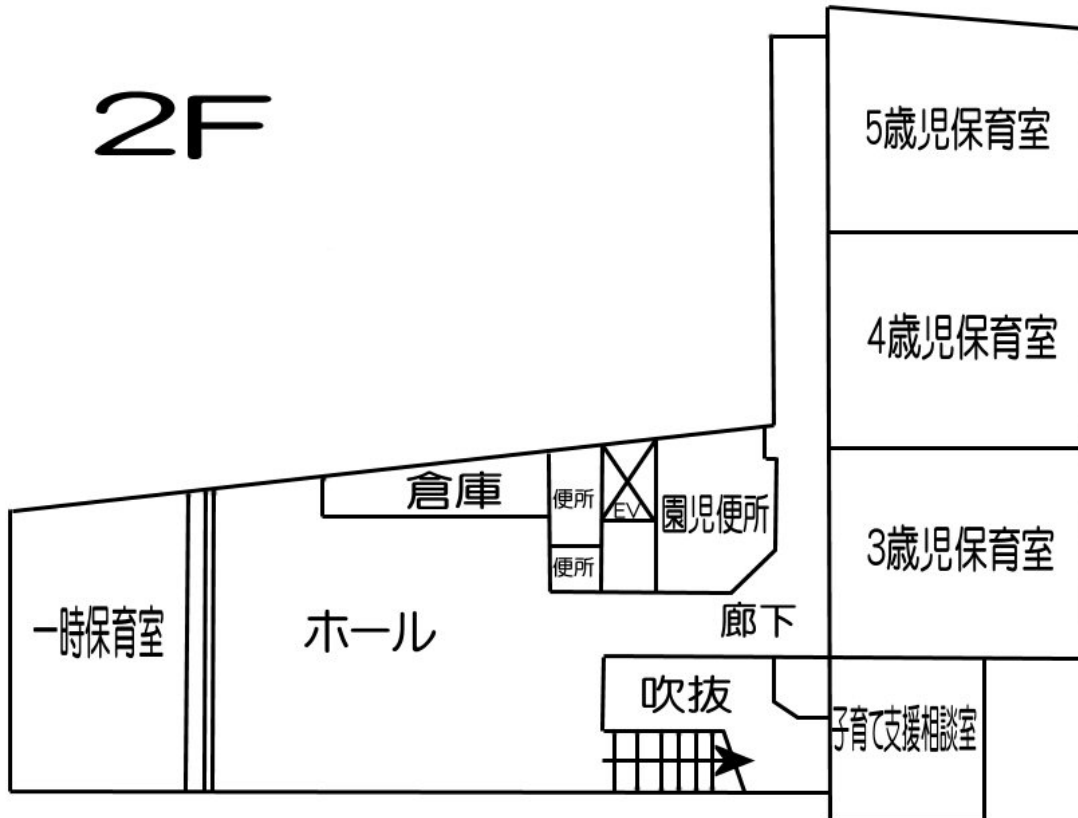 2F
5歳児保育室
4歳児保育室
倉庫
便所
EV
園児便所
3歳児保育室
便所
一時保育室
ホール
廊下
吹抜
子育て支援相談室